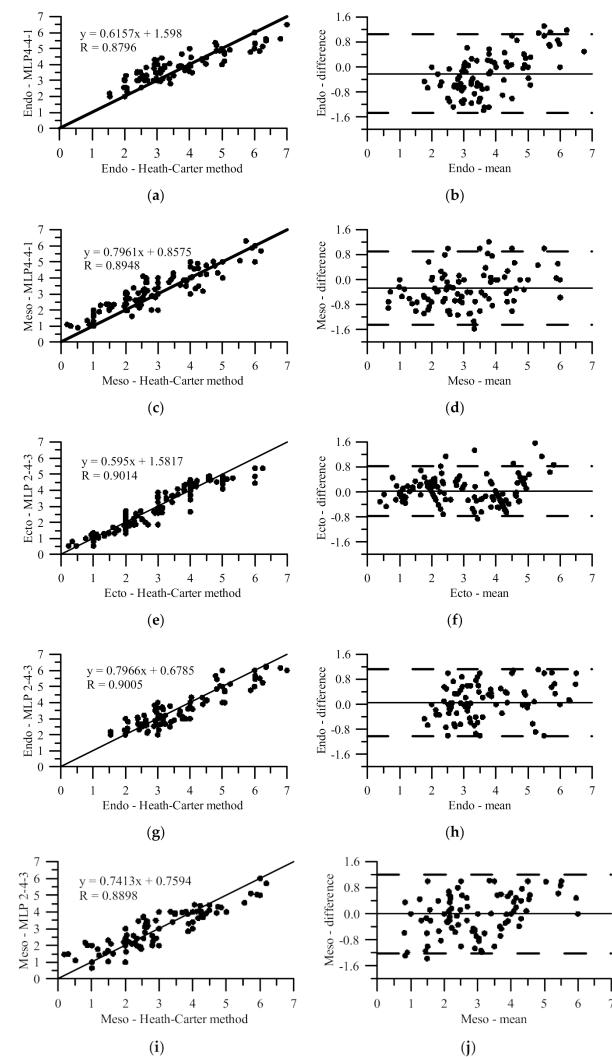 Endo - MLP4-4-1
7
6
5
4
3
2
1
0
y = 0.6157x + 1.598
R = 0.8796
0 1 2 3 4 5 6 7
Endo - Heath-Carter method
(a)
Endo - difference
1.6
0.8
0.0
-0.8
-1.6
0 1 2 3 4 5 6 7
Endo - mean
(b)
Meso - MLP4-4-1
7
6
5
4
3
2
1
0
y = 0.7961x + 0.8575
R = 0.8948
0 1 2 3 4 5 6 7
Meso - Heath-Carter method
(c)
Meso - difference
1.6
0.8
0.0
-0.8
-1.6
0 1 2 3 4 5 6 7
Meso - mean
(d)
Ecto - MLP 2-4-3
7
6
5
4
3
2
1
0
y = 0.595x + 1.5817
R = 0.9014
0 1 2 3 4 5 6 7
Ecto - Heath-Carter method
(e)
Ecto - difference
1.6
0.8
0.0
-0.8
-1.6
0 1 2 3 4 5 6 7
Ecto - mean
(f)
Endo - MLP 2-4-3
7
6
5
4
3
2
1
0
y = 0.7966x + 0.6785
R = 0.9005
0 1 2 3 4 5 6 7
Endo - Heath-Carter method
(g)
Endo - difference
1.6
0.8
0.0
-0.8
-1.6
0 1 2 3 4 5 6 7
Endo - mean
(h)
Meso - MLP 2-4-3
7
6
5
4
3
2
1
0
y = 0.7413x + 0.7594
R = 0.8898
0 1 2 3 4 5 6 7
Meso - Heath-Carter method
(i)
Meso - difference
1.6
0.8
0.0
-0.8
-1.6
0 1 2 3 4 5 6 7
Meso - mean
(j)